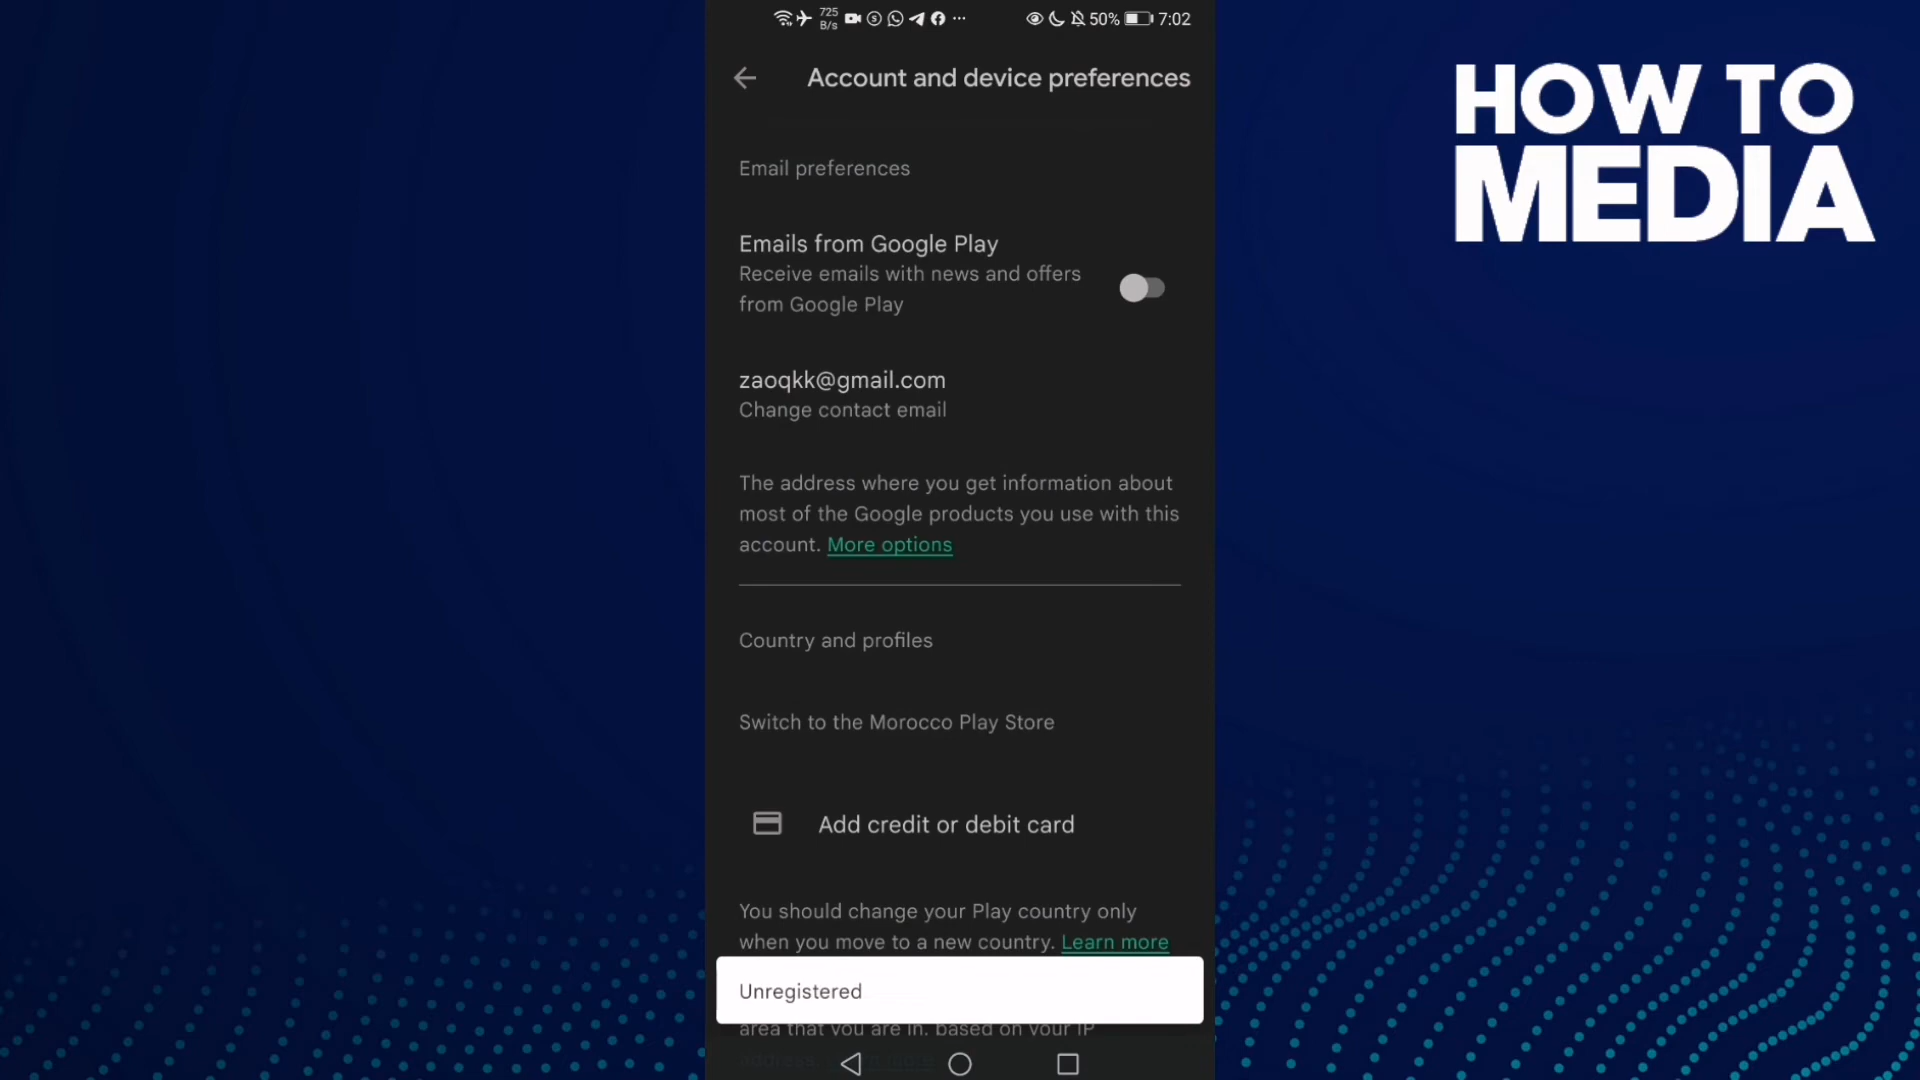 725
B/s
50%
7:02
Account and device preferences
HOW TO
MEDIA
Email preferences
Emails from Google Play
Receive emails with news and offers
from Google Play
zaoqkk@gmail.com
Change contact email
The address where you get information about
most of the Google products you use with this
account. More options
Country and profiles
Switch to the Morocco Play Store
Add credit or debit card
You should change your Play country only
when you move to a new country. Learn more
Unregistered
area that you are in, based on your IP
address.